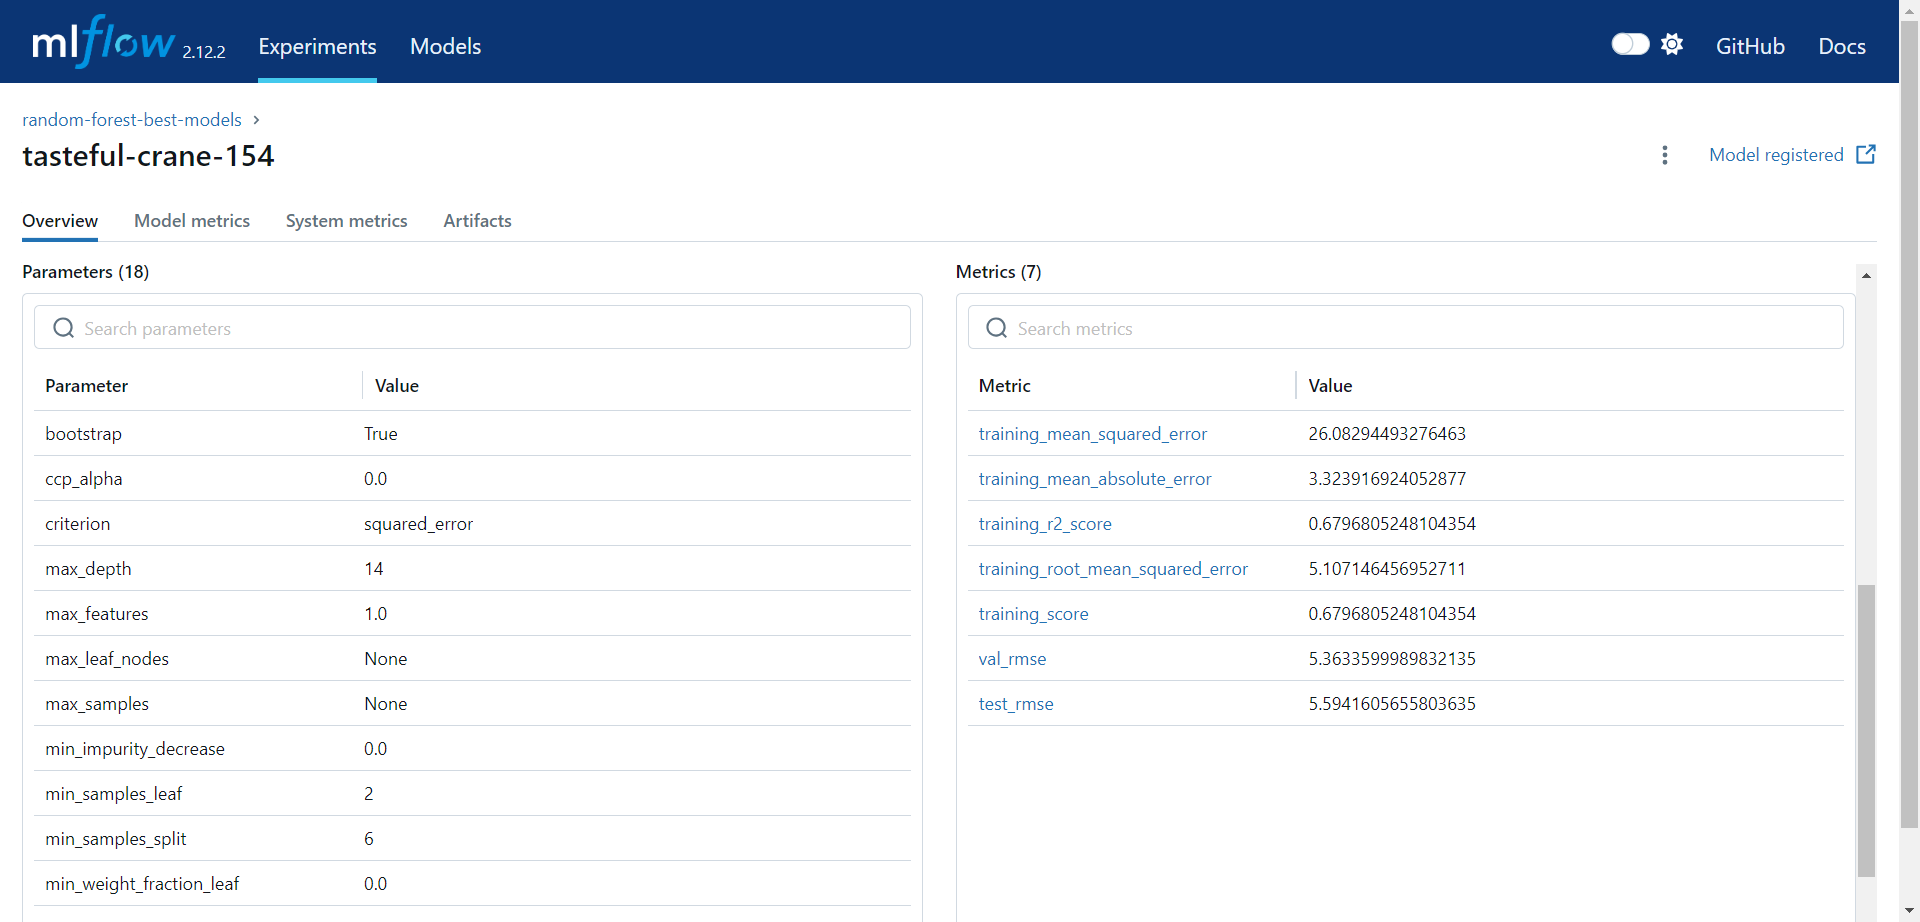 mlflow 2.12.2 Experiments Models GitHub Docs
random-forest-best-models
tasteful-crane-154
Model registered
Overview Model metrics System metrics Artifacts
Parameters (18)
Search parameters
Parameter Value
bootstrap True
ccp_alpha 0.0
criterion squared_error
max_depth 14
max_features 1.0
max_leaf_nodes None
max_samples None
min_impurity_decrease 0.0
min_samples_leaf 2
min_samples_split 6
min_weight_fraction_leaf 0.0
Metrics (7)
Search metrics
Metric Value
training_mean_squared_error 26.08294493276463
training_mean_absolute_error 3.323916924052877
training_r2_score 0.6796805248104354
training_root_mean_squared_error 5.107146456952711
training_score 0.6796805248104354
val_rmse 5.3633599989832135
test_rmse 5.5941605655803635